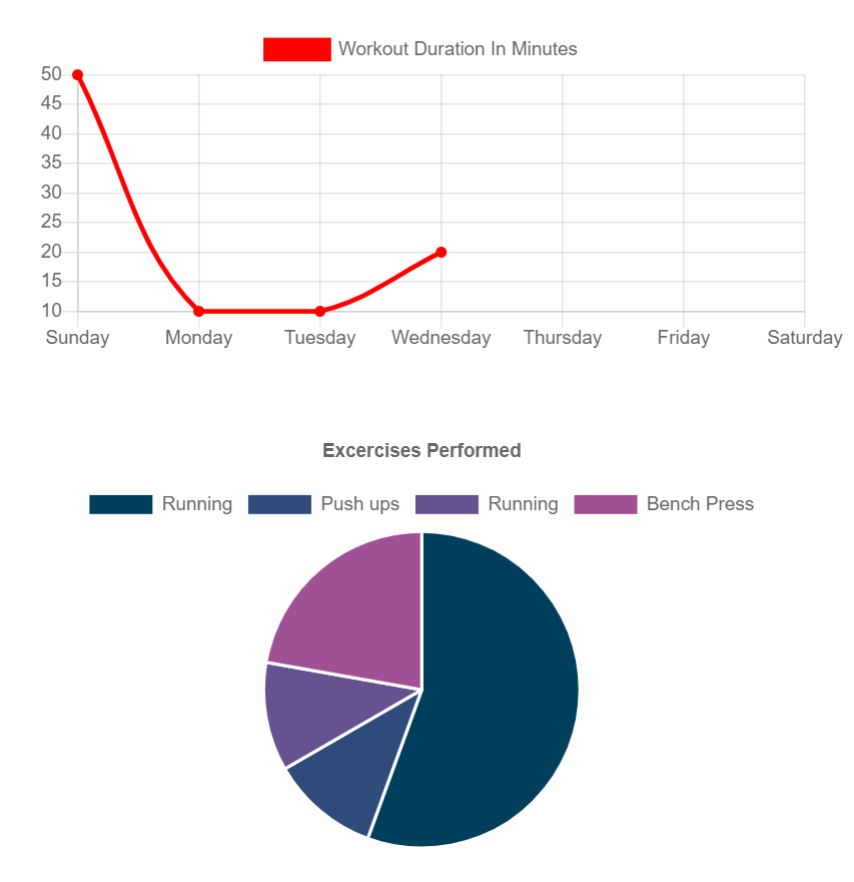 Workout Duration In Minutes
50
45
40
35
30
25
20
15
10
Sunday Monday Tuesday Wednesday Thursday Friday Saturday
Excercises Performed
Running Push ups Running Bench Press